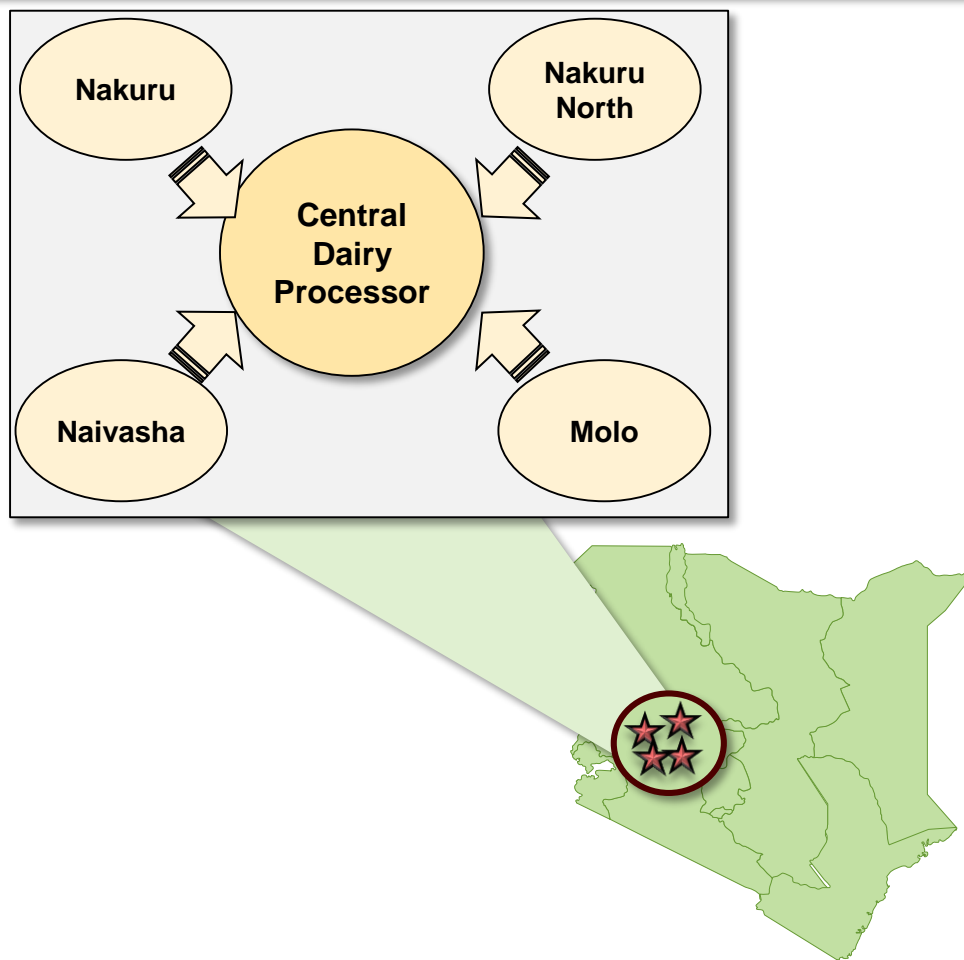 Nakuru
Nakuru
North
Central
Dairy
Processor
Naivasha
Molo